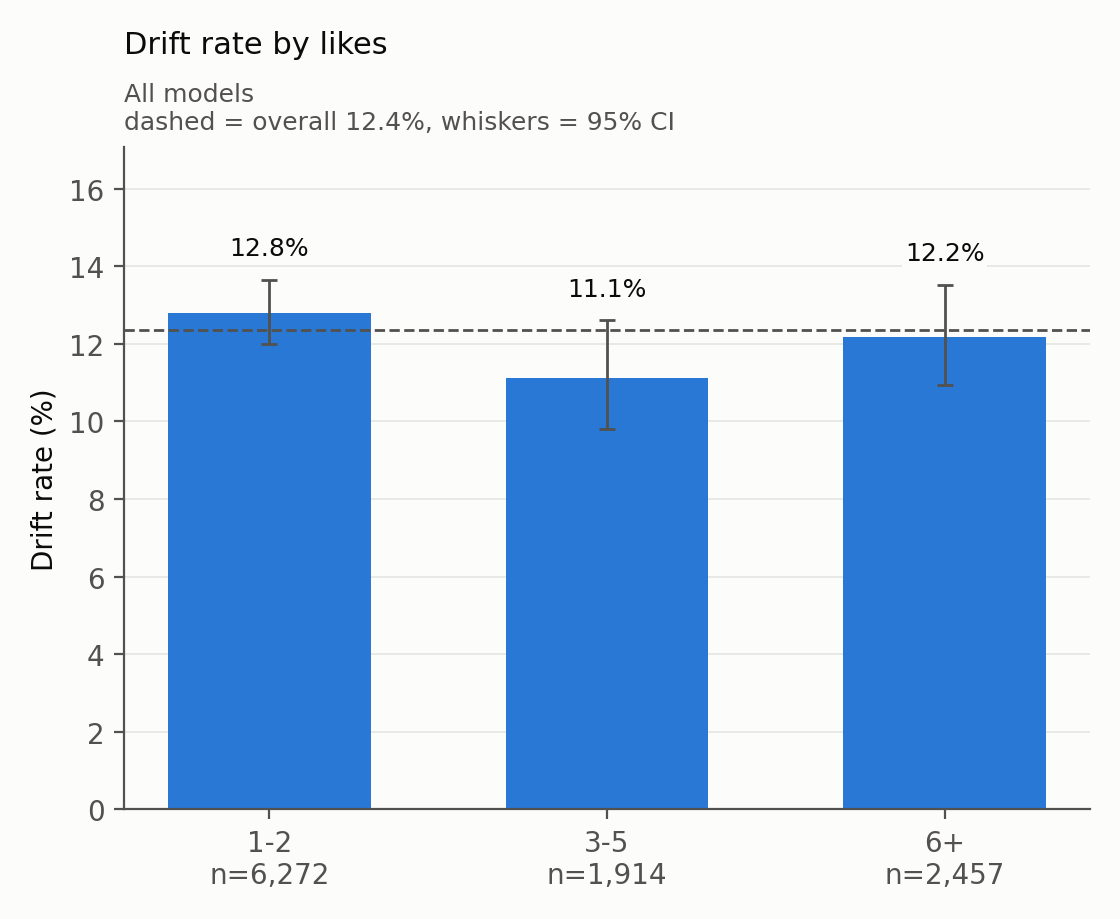 Drift rate by likes
All models
dashed = overall 12.4%, whiskers = 95% CI
Drift rate (%)
16
14
12
10
8
6
4
2
0
12.8%
11.1%
12.2%
1-2
n=6,272
3-5
n=1,914
6+
n=2,457